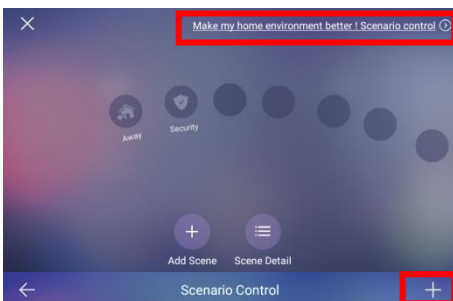 Make my home environment better ! Scenario control
Away
Security
Add Scene
Scene Detail
Scenario Control